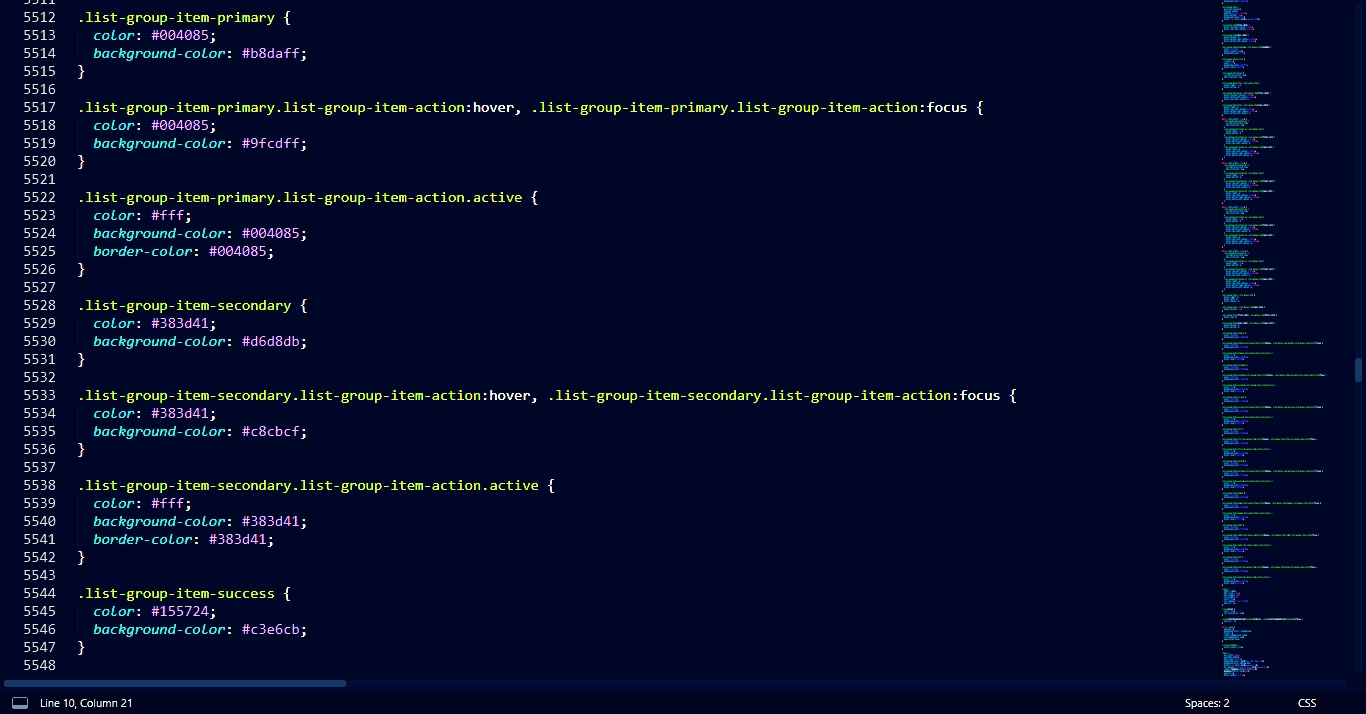 5511
5512 .list-group-item-primary {
5513 color: #004085;
5514 background-color: #b8daff;
5515 }
5516
5517 .list-group-item-primary.list-group-item-action:hover, .list-group-item-primary.list-group-item-action:focus {
5518 color: #004085;
5519 background-color: #9fcdff;
5520 }
5521
5522 .list-group-item-primary.list-group-item-action.active {
5523 color: #fff;
5524 background-color: #004085;
5525 border-color: #004085;
5526 }
5527
5528 .list-group-item-secondary {
5529 color: #383d41;
5530 background-color: #d6d8db;
5531 }
5532
5533 .list-group-item-secondary.list-group-item-action:hover, .list-group-item-secondary.list-group-item-action:focus {
5534 color: #383d41;
5535 background-color: #c8cbcf;
5536 }
5537
5538 .list-group-item-secondary.list-group-item-action.active {
5539 color: #fff;
5540 background-color: #383d41;
5541 border-color: #383d41;
5542 }
5543
5544 .list-group-item-success {
5545 color: #155724;
5546 background-color: #c3e6cb;
5547 }
5548
Line 10, Column 21
Spaces: 2
CSS